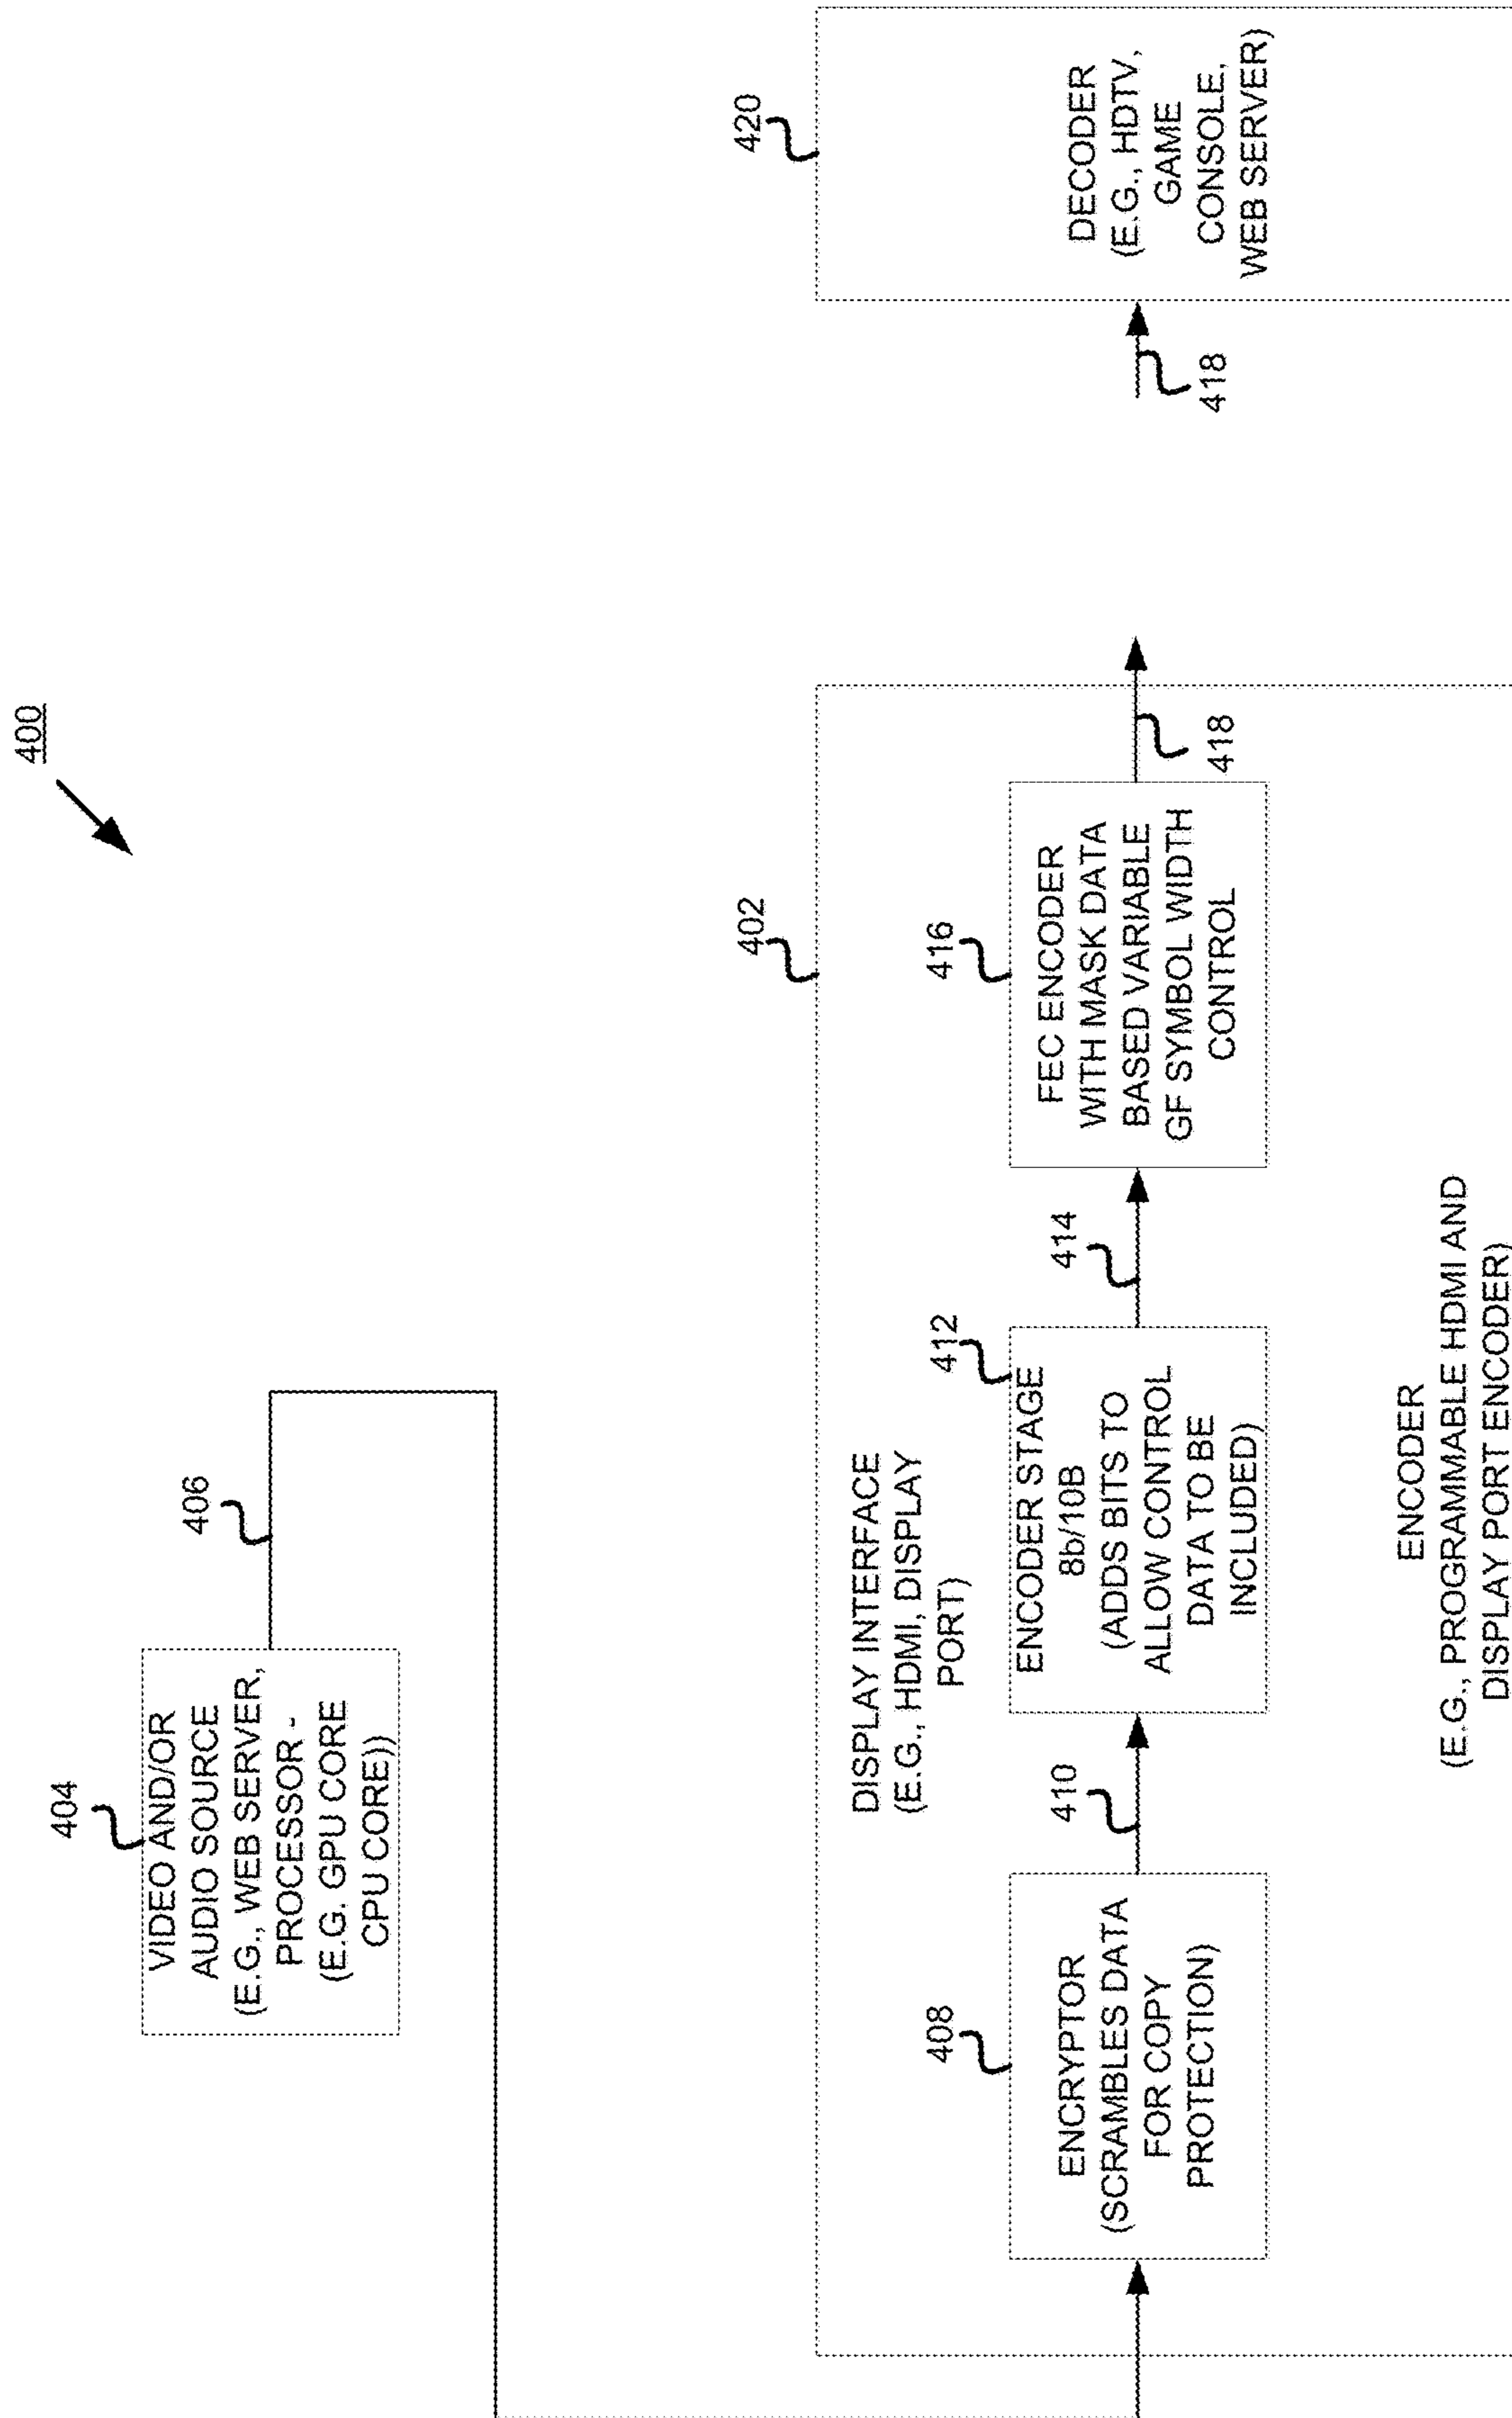 400
404
VIDEO AND/OR
AUDIO SOURCE
(E.G., WEB SERVER,
PROCESSOR -
(E.G. GPU CORE
CPU CORE))
406
402
DISPLAY INTERFACE
(E.G., HDMI, DISPLAY
PORT)
408
ENCRYPTOR
(SCRAMBLES DATA
FOR COPY
PROTECTION)
410
412
ENCODER STAGE
8b/10B
(ADDS BITS TO
ALLOW CONTROL
DATA TO BE
INCLUDED)
414
416
FEC ENCODER
WITH MASK DATA
BASED VARIABLE
GF SYMBOL WIDTH
CONTROL
418
ENCODER
(E.G., PROGRAMMABLE HDMI AND
DISPLAY PORT ENCODER)
418
420
DECODER
(E.G., HDTV,
GAME
CONSOLE,
WEB SERVER)